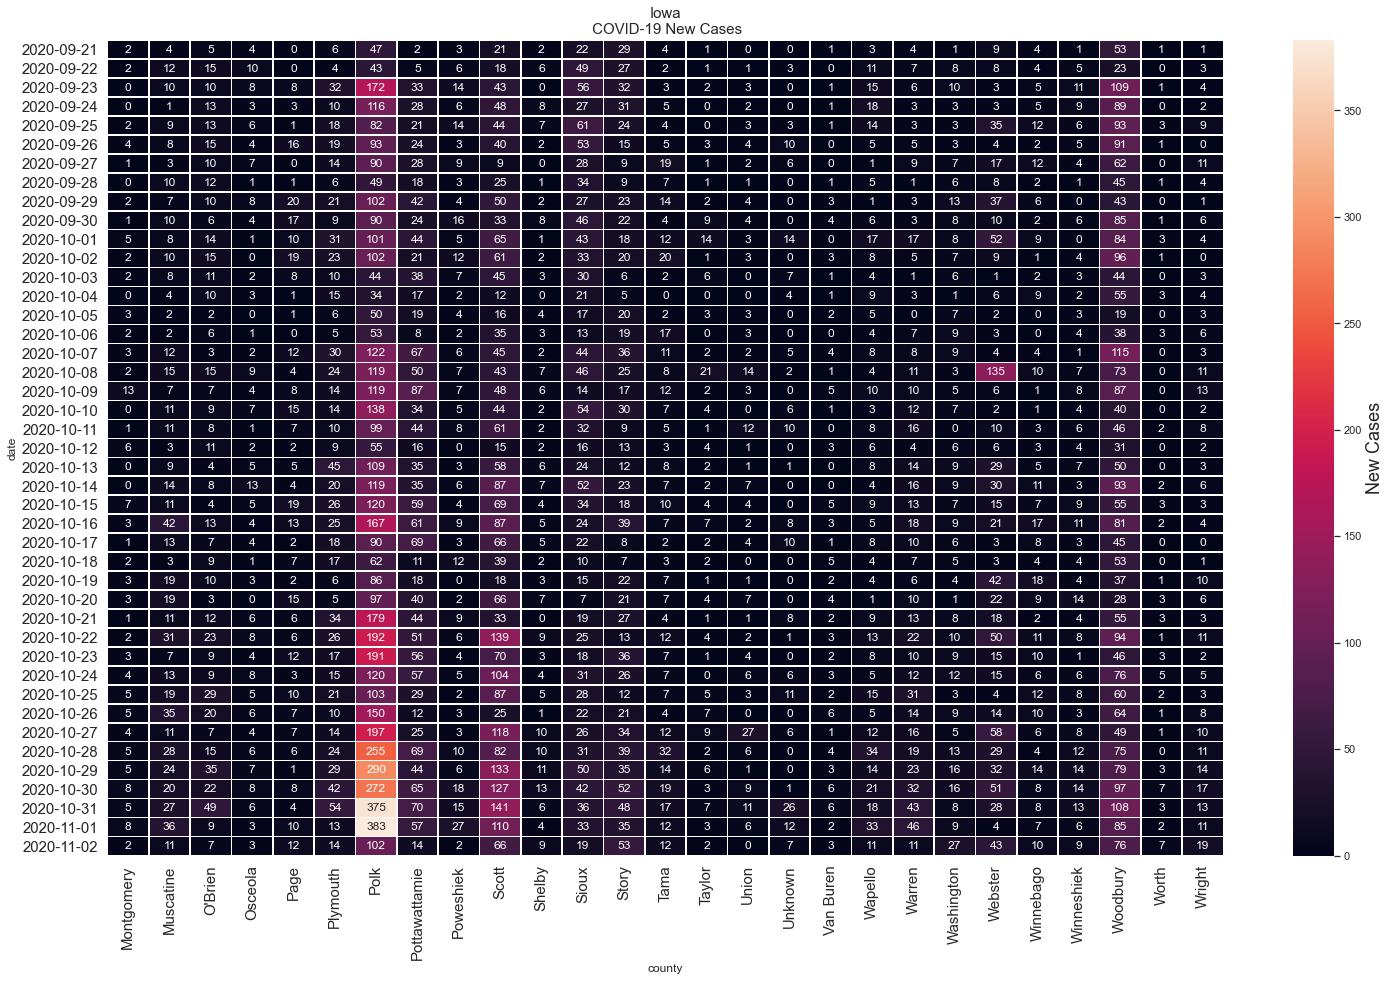 Iowa
COVID-19 New Cases
2020-09-21 2 4 5 4 0 6 47 2 3 21 2 22 29 4 1 0 0 1 3 4 1 9 4 1 53 1 1
2020-09-22 2 12 15 10 0 4 43 5 6 18 6 49 27 2 1 1 3 0 11 7 8 8 4 5 23 0 3
2020-09-23 0 10 10 8 8 32 172 33 14 43 0 56 32 3 2 3 0 1 15 6 10 3 5 11 109 1 4
2020-09-24 0 1 13 3 3 10 116 28 6 48 8 27 31 5 0 2 0 1 18 3 3 3 5 9 89 0 2
2020-09-25 2 9 13 6 1 18 82 21 14 44 7 61 24 4 0 3 3 1 14 3 3 35 12 6 93 3 9
2020-09-26 4 8 15 4 16 19 93 24 3 40 2 53 15 5 3 4 10 0 5 5 3 4 2 5 91 1 0
2020-09-27 1 3 10 7 0 14 90 28 9 9 0 28 9 19 1 2 6 0 1 9 7 17 12 4 62 0 11
2020-09-28 0 10 12 1 1 6 49 18 3 25 1 34 9 7 1 1 0 1 5 1 6 8 2 1 45 1 4
2020-09-29 2 7 10 8 20 21 102 42 4 50 2 27 23 14 2 4 0 3 1 3 13 37 6 0 43 0 1
2020-09-30 1 10 6 4 17 9 90 24 16 33 8 46 22 4 9 4 0 4 6 3 8 10 2 6 85 1 6
2020-10-01 5 8 14 1 10 31 101 44 5 65 1 43 18 12 14 3 14 0 17 17 8 52 9 0 84 3 4
2020-10-02 2 10 15 0 19 23 102 21 12 61 2 33 20 20 1 3 0 3 8 5 7 9 1 4 96 1 0
2020-10-03 2 8 11 2 8 10 44 38 7 45 3 30 6 2 6 0 7 1 4 1 6 1 2 3 44 0 3
2020-10-04 0 4 10 3 1 15 34 17 2 12 0 21 5 0 0 0 4 1 9 3 1 6 9 2 55 3 4
2020-10-05 3 2 2 0 1 6 50 19 4 16 4 17 20 2 3 3 0 2 5 0 7 2 0 3 19 0 3
2020-10-06 2 2 6 1 0 5 53 8 2 35 3 13 19 17 0 3 0 0 4 7 9 3 0 4 38 3 6
2020-10-07 3 12 3 2 12 30 122 67 6 45 2 44 36 11 2 2 5 4 8 8 9 4 4 1 115 0 3
2020-10-08 2 15 15 9 4 24 119 50 7 43 7 46 25 8 21 14 2 1 4 11 3 135 10 7 73 0 11
2020-10-09 13 7 7 4 8 14 119 87 7 48 6 14 17 12 2 3 0 5 10 10 5 6 1 8 87 0 13
2020-10-10 0 11 9 7 15 14 138 34 5 44 2 54 30 7 4 0 6 1 3 12 7 2 1 4 40 0 2
2020-10-11 1 11 8 1 7 10 99 44 8 61 2 32 9 5 1 12 10 0 8 16 0 10 3 6 46 2 8
2020-10-12 6 3 11 2 2 9 55 16 0 15 2 16 13 3 4 1 0 3 6 4 6 6 3 4 31 0 2
2020-10-13 0 9 4 5 5 45 109 35 3 58 6 24 12 8 2 1 1 0 8 14 9 29 5 7 50 0 3
2020-10-14 0 14 8 13 4 20 119 35 6 87 7 52 23 7 2 7 0 0 4 16 9 30 11 3 93 2 6
2020-10-15 7 11 4 5 19 26 120 59 4 69 4 34 18 10 4 4 0 5 9 13 7 15 7 9 55 3 3
2020-10-16 3 42 13 4 13 25 167 61 9 87 5 24 39 7 7 2 8 3 5 18 9 21 17 11 81 2 4
2020-10-17 1 13 7 4 2 18 90 69 3 66 5 22 8 2 2 4 10 1 8 10 6 3 8 3 45 0 0
2020-10-18 2 3 9 1 7 17 62 11 12 39 2 10 7 3 2 0 0 5 4 7 5 3 4 4 53 0 1
2020-10-19 3 19 10 3 2 6 86 18 0 18 3 15 22 7 1 1 0 2 4 6 4 42 18 4 37 1 10
2020-10-20 3 19 3 0 15 5 97 40 2 66 7 7 21 7 4 7 0 4 1 10 1 22 9 14 28 3 6
2020-10-21 1 11 12 6 6 34 179 44 9 33 0 19 27 4 1 1 8 2 9 13 8 18 2 4 55 3 3
2020-10-22 2 31 23 8 6 26 192 51 6 139 9 25 13 12 4 2 1 3 13 22 10 50 11 8 94 1 11
2020-10-23 3 7 9 4 12 17 191 56 4 70 3 18 36 7 1 4 0 2 8 10 9 15 10 1 46 3 2
2020-10-24 4 13 9 8 3 15 120 57 5 104 4 31 26 7 0 6 6 3 5 12 12 15 6 6 76 5 5
2020-10-25 5 19 29 5 10 21 103 29 2 87 5 28 12 7 5 3 11 2 15 31 3 4 12 8 60 2 3
2020-10-26 5 35 20 6 7 10 150 12 3 25 1 22 21 4 7 0 0 6 5 14 9 14 10 3 64 1 8
2020-10-27 4 11 7 4 7 14 197 25 3 118 10 26 34 12 9 27 6 1 12 16 5 58 6 8 49 1 10
2020-10-28 5 28 15 6 6 24 255 69 10 82 10 31 39 32 2 6 0 4 34 19 13 29 4 12 75 0 11
2020-10-29 5 24 35 7 1 29 290 44 6 133 11 50 35 14 6 1 0 3 14 23 16 32 14 14 79 3 14
2020-10-30 8 20 22 8 8 42 272 65 18 127 13 42 52 19 3 9 1 6 21 32 16 51 8 14 97 7 17
2020-10-31 5 27 49 6 4 54 375 70 15 141 6 36 48 17 7 11 26 6 18 43 8 28 8 13 108 3 13
2020-11-01 8 36 9 3 10 13 383 57 27 110 4 33 35 12 3 6 12 2 33 46 9 4 7 6 85 2 11
2020-11-02 2 11 7 3 12 14 102 14 2 66 9 19 53 12 2 0 7 3 11 11 27 43 10 9 76 7 19
date
Montgomery Muscatine O'Brien Osceola Page Plymouth Polk Pottawattamie Poweshiek Scott Shelby Sioux Story Tama Taylor Union Unknown Van Buren Wapello Warren Washington Webster Winnebago Winneshiek Woodbury Worth Wright
county
350
300
250
200
150
100
50
0
New Cases